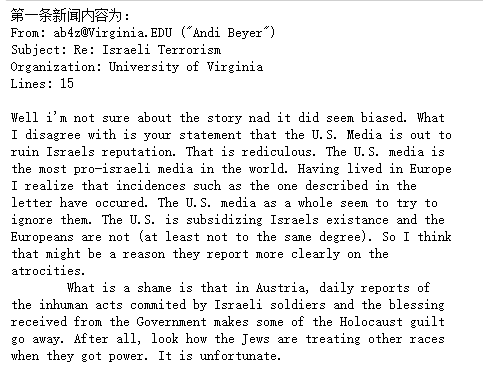 第一条新闻内容为：
From: ab4z@Virginia.EDU ("Andi Beyer")
Subject: Re: Israeli Terrorism
Organization: University of Virginia
Lines: 15

Well i'm not sure about the story nad it did seem biased. What
I disagree with is your statement that the U.S. Media is out to
ruin Israels reputation. That is rediculous. The U.S. media is
the most pro-israeli media in the world. Having lived in Europe
I realize that incidences such as the one described in the
letter have occured. The U.S. media as a whole seem to try to
ignore them. The U.S. is subsidizing Israels existance and the
Europeans are not (at least not to the same degree). So I think
that might be a reason they report more clearly on the
atrocities.
	What is a shame is that in Austria, daily reports of
the inhuman acts commited by Israeli soldiers and the blessing
received from the Government makes some of the Holocaust guilt
go away. After all, look how the Jews are treating other races
when they got power. It is unfortunate.